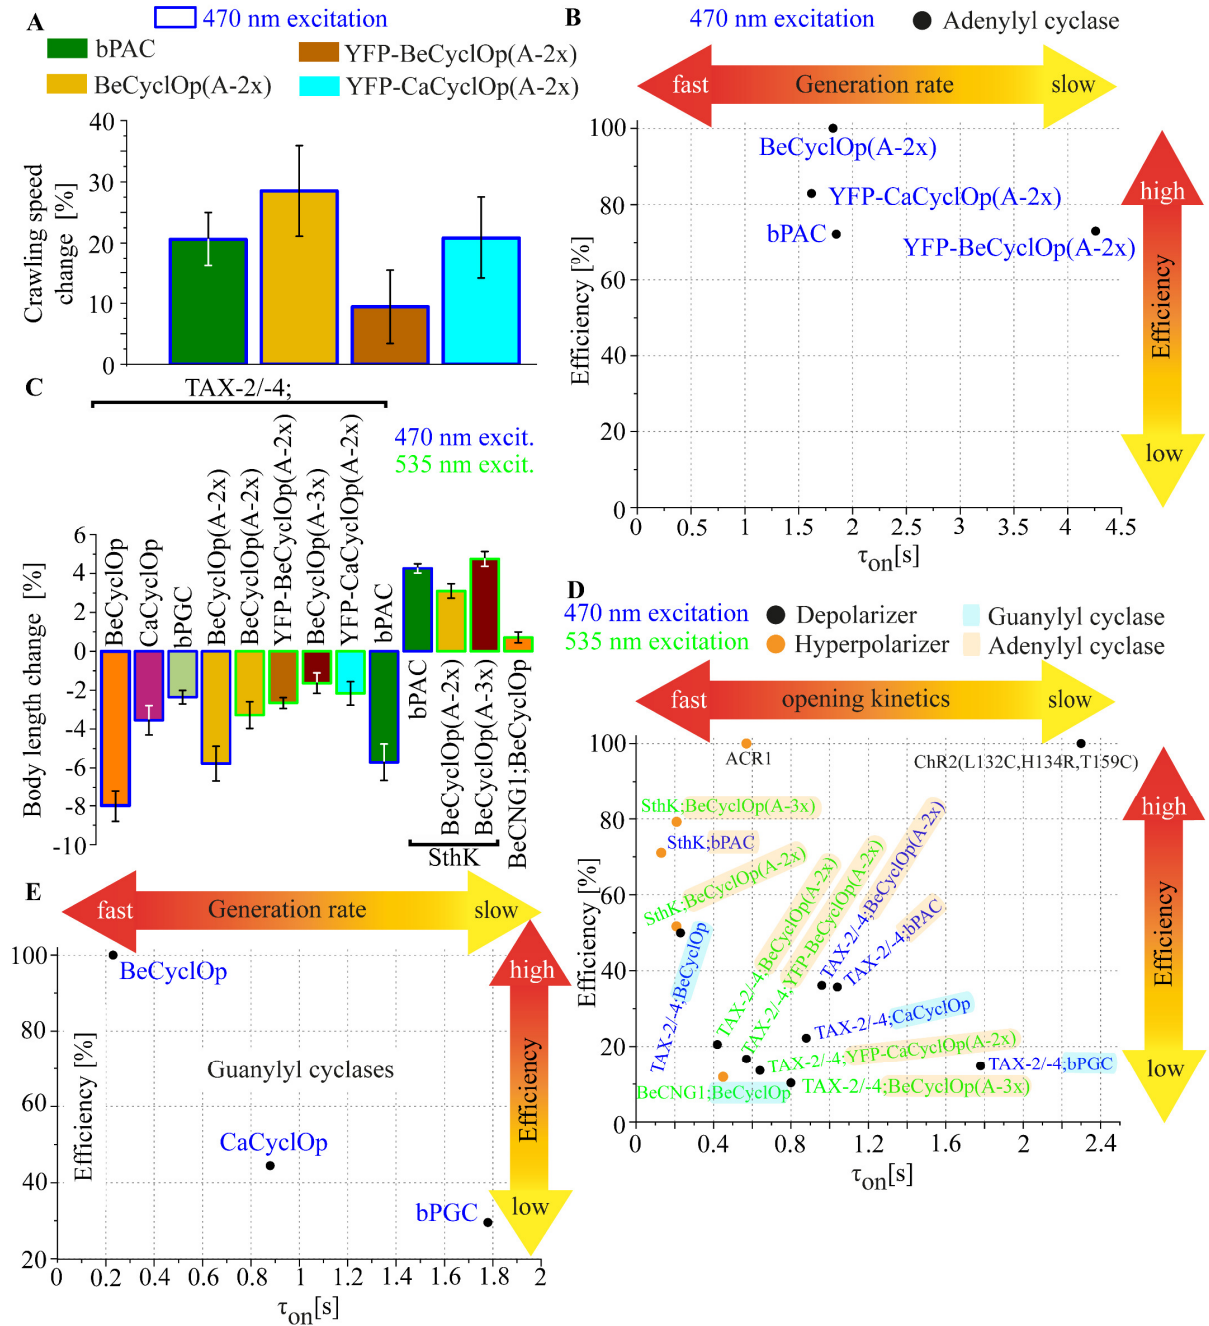 A
470 nm excitation
bPAC
YFP-BeCyclOp(A-2x)
BeCyclOp(A-2x)
YFP-CaCyclOp(A-2x)
Crawling speed
change [%]
40
30
20
10
0
B
470 nm excitation
Adenylyl cyclase
fast
Generation rate
slow
Efficiency [%]
100
80
60
40
20
0
BeCyclOp(A-2x)
YFP-CaCyclOp(A-2x)
bPAC
YFP-BeCyclOp(A-2x)
high
Efficiency
low
0
0.5
1
1.5
2
2.5
3
3.5
4
4.5
τon[s]
C
TAX-2/-4;
470 nm excit.
535 nm excit.
Body length change [%]
6
4
2
0
-2
-4
-6
-8
-10
BeCyclOp
CaCyclOp
bPGC
BeCyclOp(A-2x)
BeCyclOp(A-2x)
YFP-BeCyclOp(A-2x)
BeCyclOp(A-3x)
YFP-CaCyclOp(A-2x)
bPAC
bPAC
BeCyclOp(A-2x)
BeCyclOp(A-3x)
BeCNG1;BeCyclOp
SthK
D
470 nm excitation
Depolarizer
Guanylyl cyclase
535 nm excitation
Hyperpolarizer
Adenylyl cyclase
fast
opening kinetics
slow
Efficiency [%]
100
80
60
40
20
0
ACR1
ChR2(L132C,H134R,T159C)
SthK;BeCyclOp(A-3x)
SthK;bPAC
SthK;BeCyclOp(A-2x)
TAX-2/-4;BeCyclOp
TAX-2/-4;BeCyclOp(A-2x)
TAX-2/-4;YFP-BeCyclOp(A-2x)
TAX-2/-4;BeCyclOp(A-2x)
TAX-2/-4;bPAC
TAX-2/-4;CaCyclOp
TAX-2/-4;YFP-CaCyclOp(A-2x)
TAX-2/-4;bPGC
BeCNG1;BeCyclOp
TAX-2/-4;BeCyclOp(A-3x)
high
Efficiency
low
0
0.4
0.8
1.2
1.6
2
2.4
τon[s]
E
fast
Generation rate
slow
Efficiency [%]
100
80
60
40
20
BeCyclOp
Guanylyl cyclases
CaCyclOp
bPGC
high
Efficiency
low
0
0.2
0.4
0.6
0.8
1
1.2
1.4
1.6
1.8
2
τon[s]